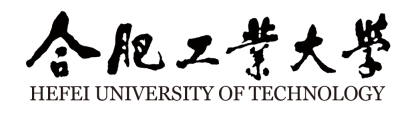 合肥工業大學
HEFEI UNIVERSITY OF TECHNOLOGY